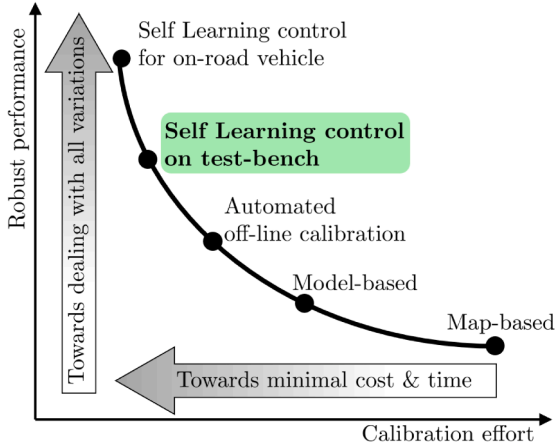 Self Learning control
for on-road vehicle
Self Learning control
on test-bench
Automated
off-line calibration
Model-based
Map-based
Towards dealing with all variations
Robust performance
Towards minimal cost & time
Calibration effort